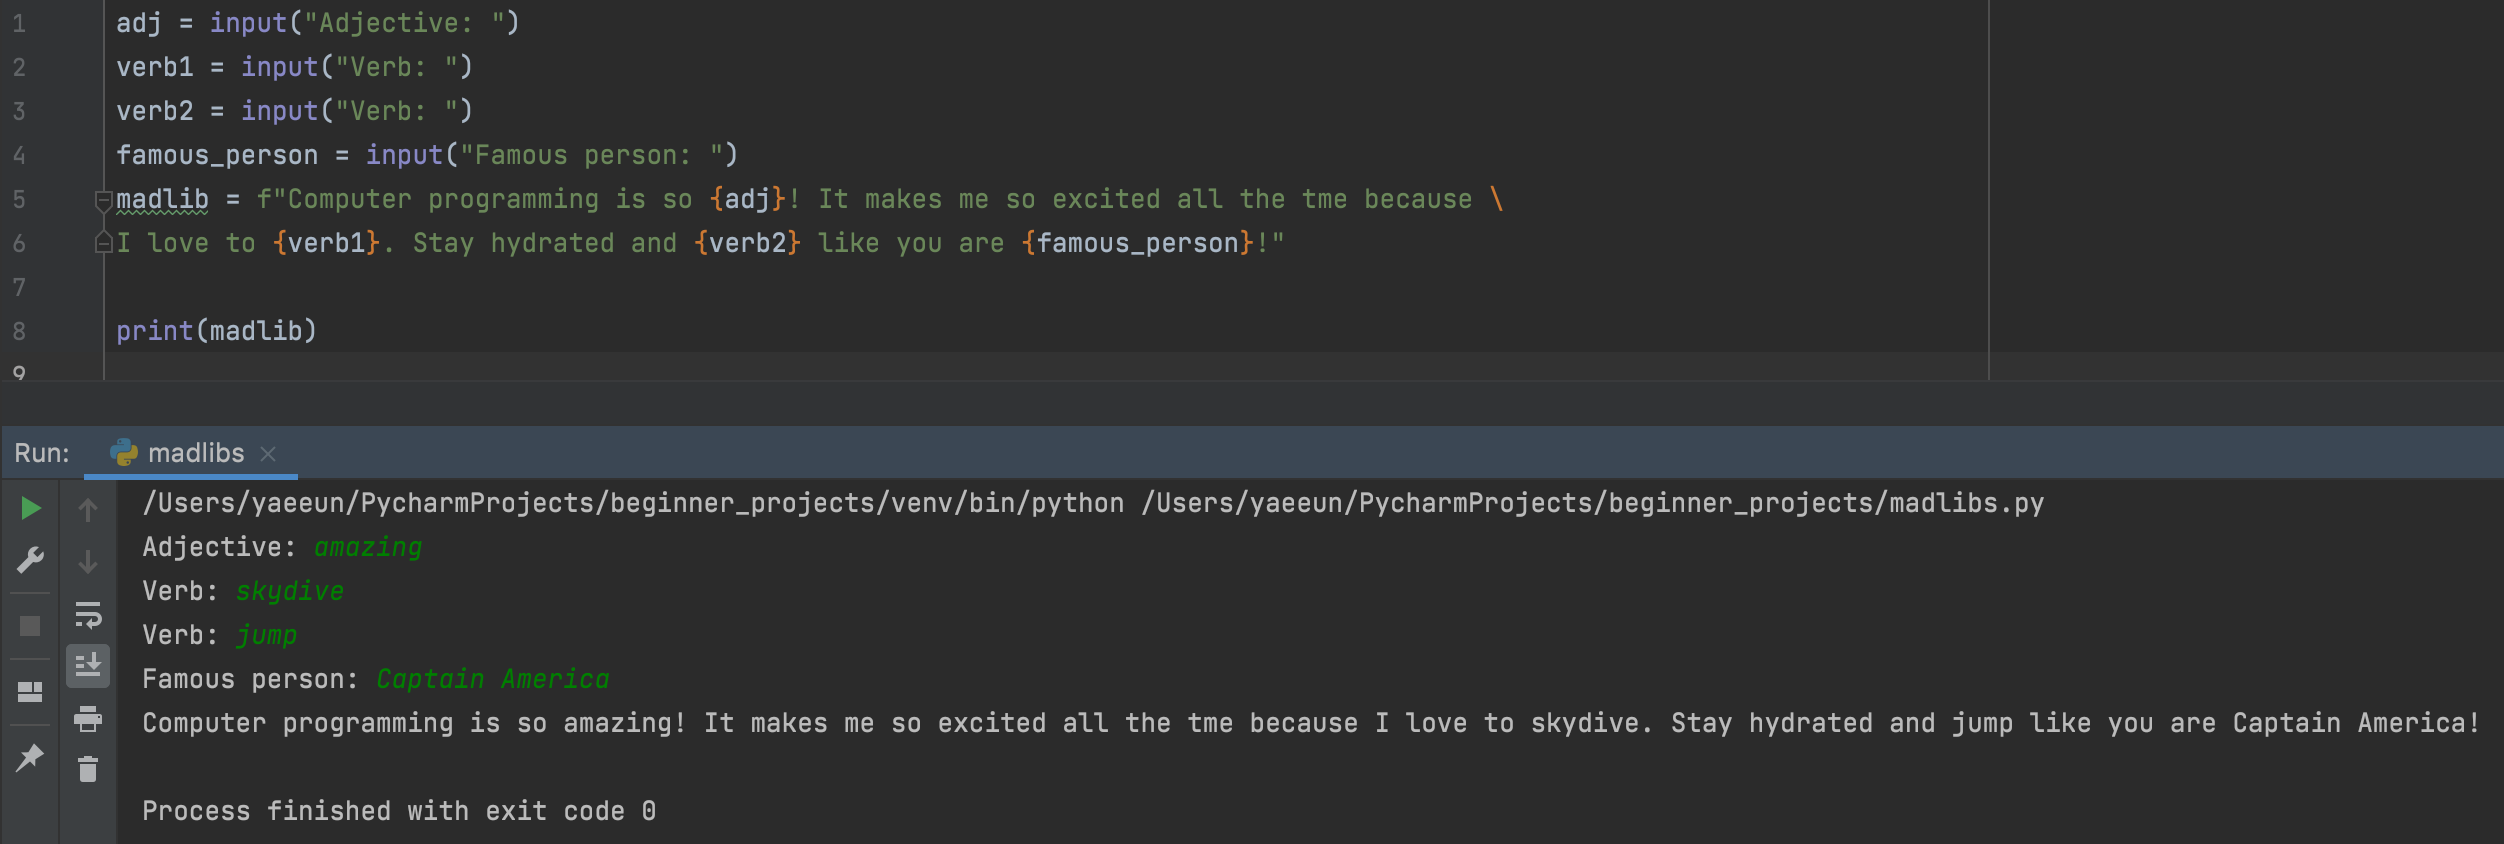 1 adj = input("Adjective: ")
2 verb1 = input("Verb: ")
3 verb2 = input("Verb: ")
4 famous_person = input("Famous person: ")
5 madlib = f"Computer programming is so {adj}! It makes me so excited all the tme because \
6 I love to {verb1}. Stay hydrated and {verb2} like you are {famous_person}!"
7
8 print(madlib)
9
Run: madlibs
/Users/yaeeun/PycharmProjects/beginner_projects/venv/bin/python /Users/yaeeun/PycharmProjects/beginner_projects/madlibs.py
Adjective: amazing
Verb: skydive
Verb: jump
Famous person: Captain America
Computer programming is so amazing! It makes me so excited all the tme because I love to skydive. Stay hydrated and jump like you are Captain America!
Process finished with exit code 0